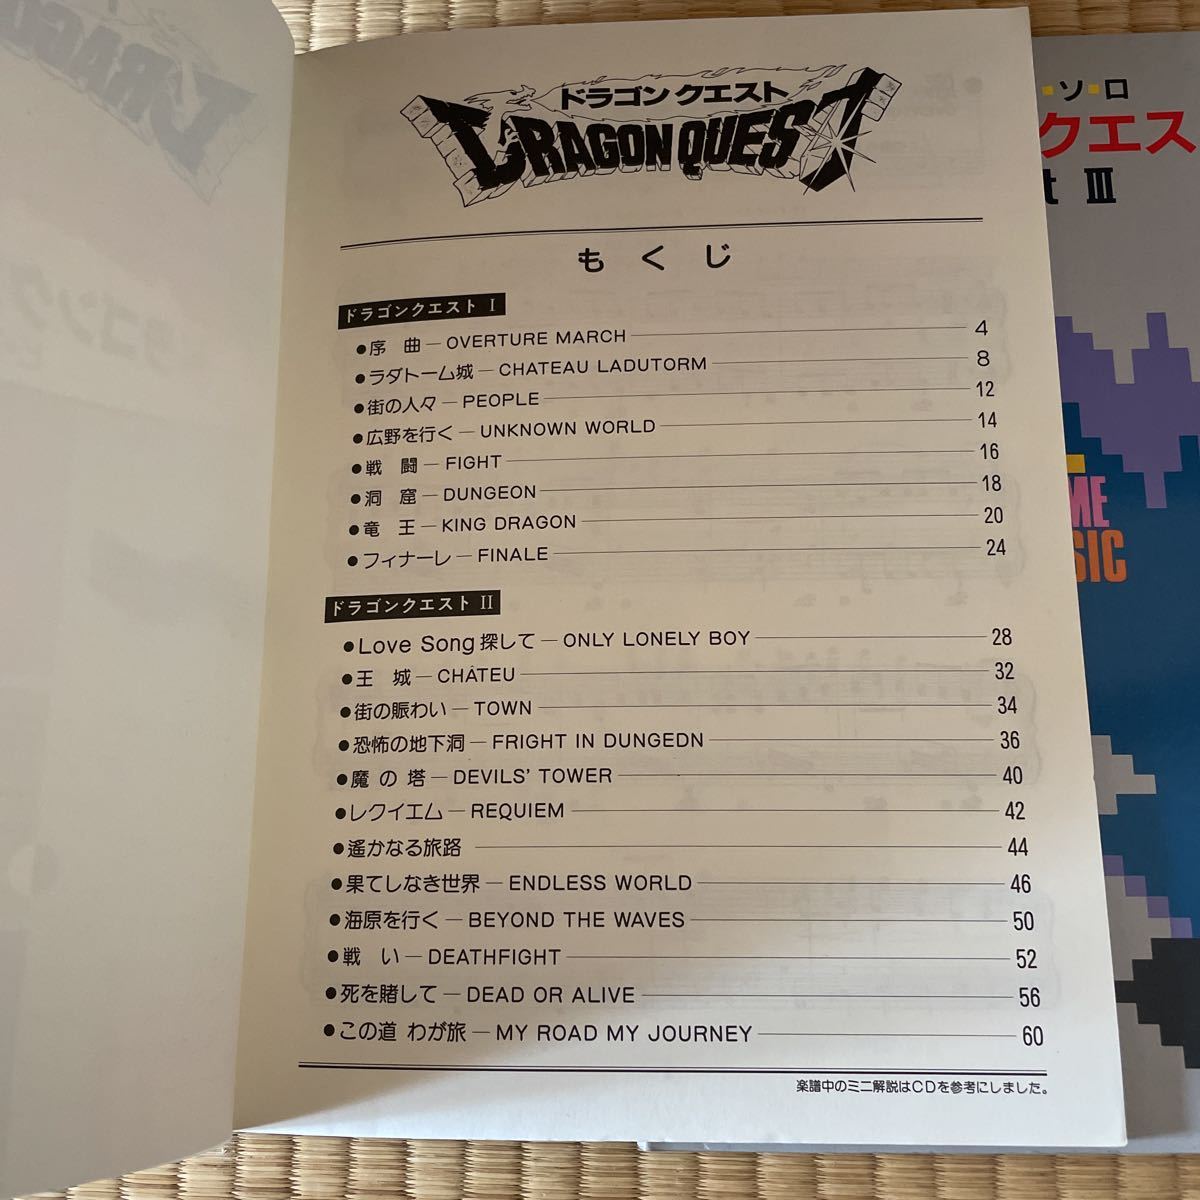 ドラゴンクエスト
DRAGON QUEST
もくじ
ドラゴンクエスト I
●序 曲—OVERTURE MARCH 4
●ラダトーム城—CHATEAU LADUTORM 8
●街の人々—PEOPLE 12
●広野を行く—UNKNOWN WORLD 14
●戦 闘—FIGHT 16
●洞 窟—DUNGEON 18
●竜 王—KING DRAGON 20
●フィナーレ—FINALE 24
ドラゴンクエスト II
●Love Song 探して—ONLY LONELY BOY 28
●王 城—CHÂTEU 32
●街の賑わい—TOWN 34
●恐怖の地下洞—FRIGHT IN DUNGEDN 36
●魔の塔—DEVILS' TOWER 40
●レクイエム—REQUIEM 42
●遙かなる旅路 44
●果てしなき世界—ENDLESS WORLD 46
●海原を行く—BEYOND THE WAVES 50
●戦 い—DEATHFIGHT 52
●死を賭して—DEAD OR ALIVE 56
●この道 わが旅—MY ROAD MY JOURNEY 60
楽譜中のミニ解説はCDを参考にしました。
・ソ・ロ
クエス
t III
ME
SIC